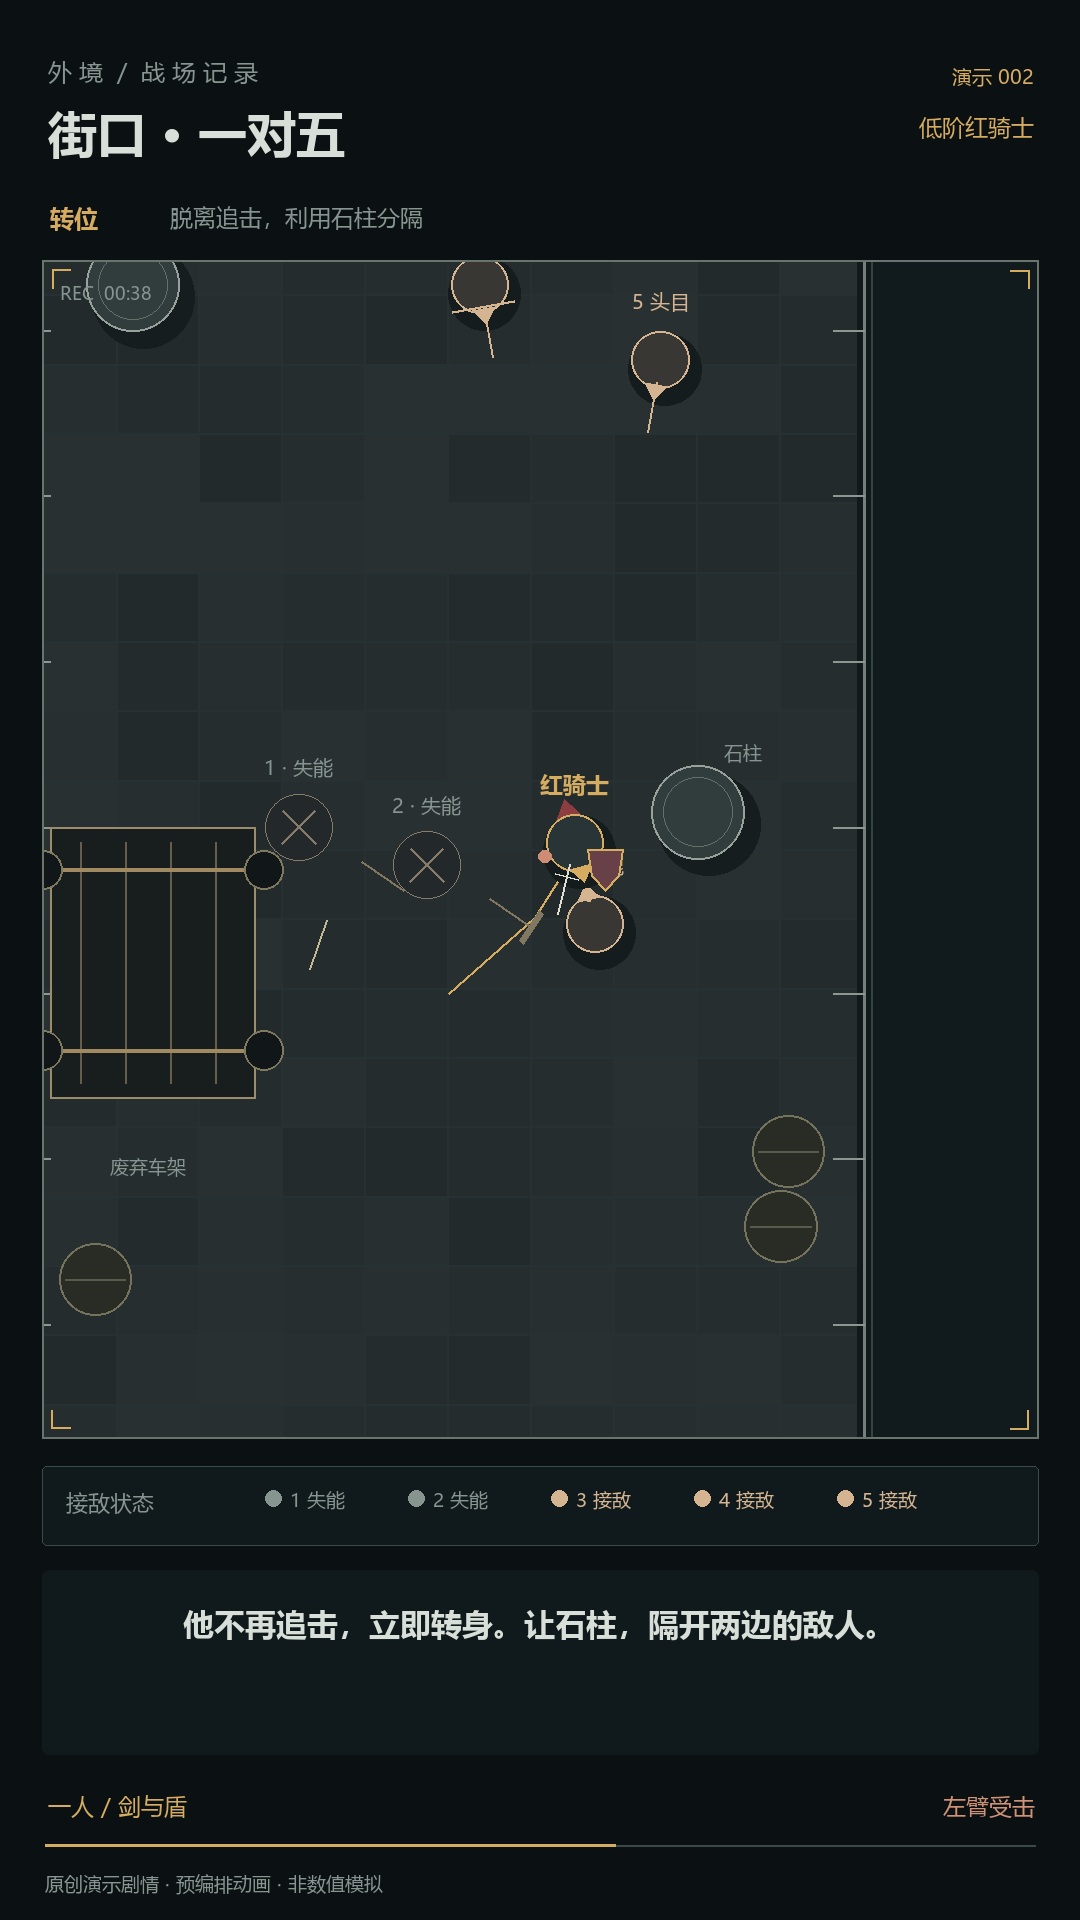 外境 / 战场记录
演示 002
街口·一对五
低阶红骑士
转位
脱离追击，利用石柱分隔
REC 00:38
5 头目
石柱
1 · 失能
红骑士
2 · 失能
废弃车架
接敌状态
1 失能
2 失能
3 接敌
4 接敌
5 接敌
他不再追击，立即转身。让石柱，隔开两边的敌人。
一人 / 剑与盾
左臂受击
原创演示剧情 · 预编排动画 · 非数值模拟